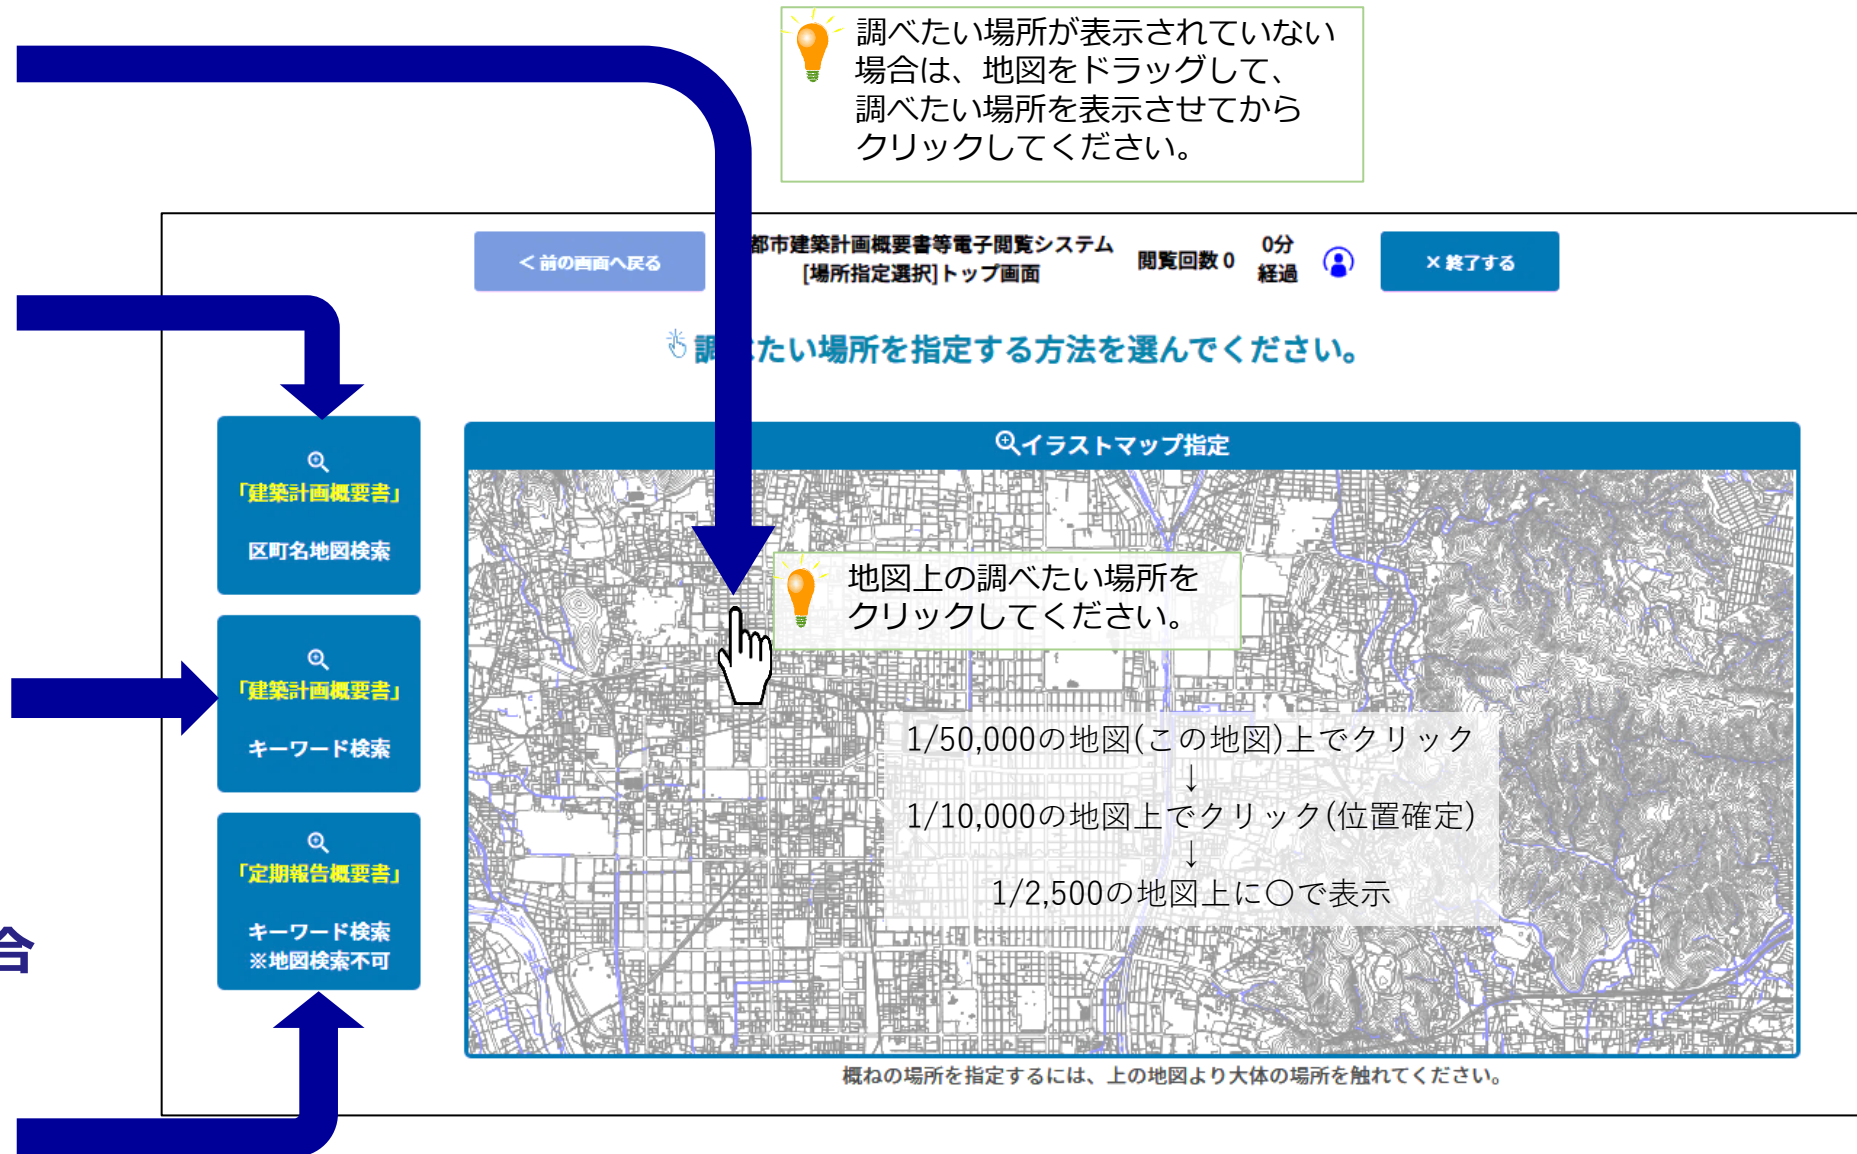 調べたい場所が表示されていない
場合は、地図をドラッグして、
調べたい場所を表示させてから
クリックしてください。
<前の画面へ戻る
都市建築計画概要書等電子閲覧システム
[場所指定選択]トップ画面
閲覧回数 0
0分
経過
×終了する
調べたい場所を指定する方法を選んでください。
「建築計画概要書」
区町名地図検索
「建築計画概要書」
キーワード検索
「定期報告概要書」
キーワード検索
※地図検索不可
合
イラストマップ指定
地図上の調べたい場所を
クリックしてください。
1/50,000の地図(この地図)上でクリック
↓
1/10,000の地図上でクリック(位置確定)
↓
1/2,500の地図上に〇で表示
概ねの場所を指定するには、上の地図より大体の場所を触れてください。